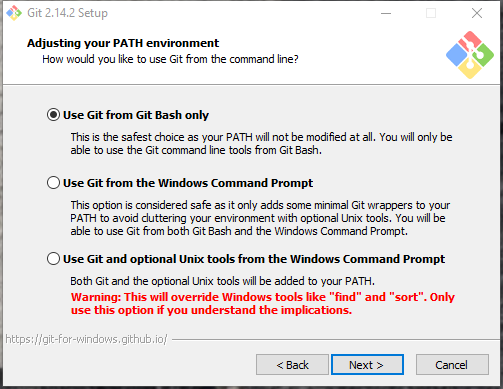 Git 2.14.2 Setup
Adjusting your PATH environment
How would you like to use Git from the command line?
Use Git from Git Bash only
This is the safest choice as your PATH will not be modified at all. You will only be
able to use the Git command line tools from Git Bash.
Use Git from the Windows Command Prompt
This option is considered safe as it only adds some minimal Git wrappers to your
PATH to avoid cluttering your environment with optional Unix tools. You will be
able to use Git from both Git Bash and the Windows Command Prompt.
Use Git and optional Unix tools from the Windows Command Prompt
Both Git and the optional Unix tools will be added to your PATH.
Warning: This will override Windows tools like "find" and "sort". Only
use this option if you understand the implications.
https://git-for-windows.github.io/
< Back Next > Cancel